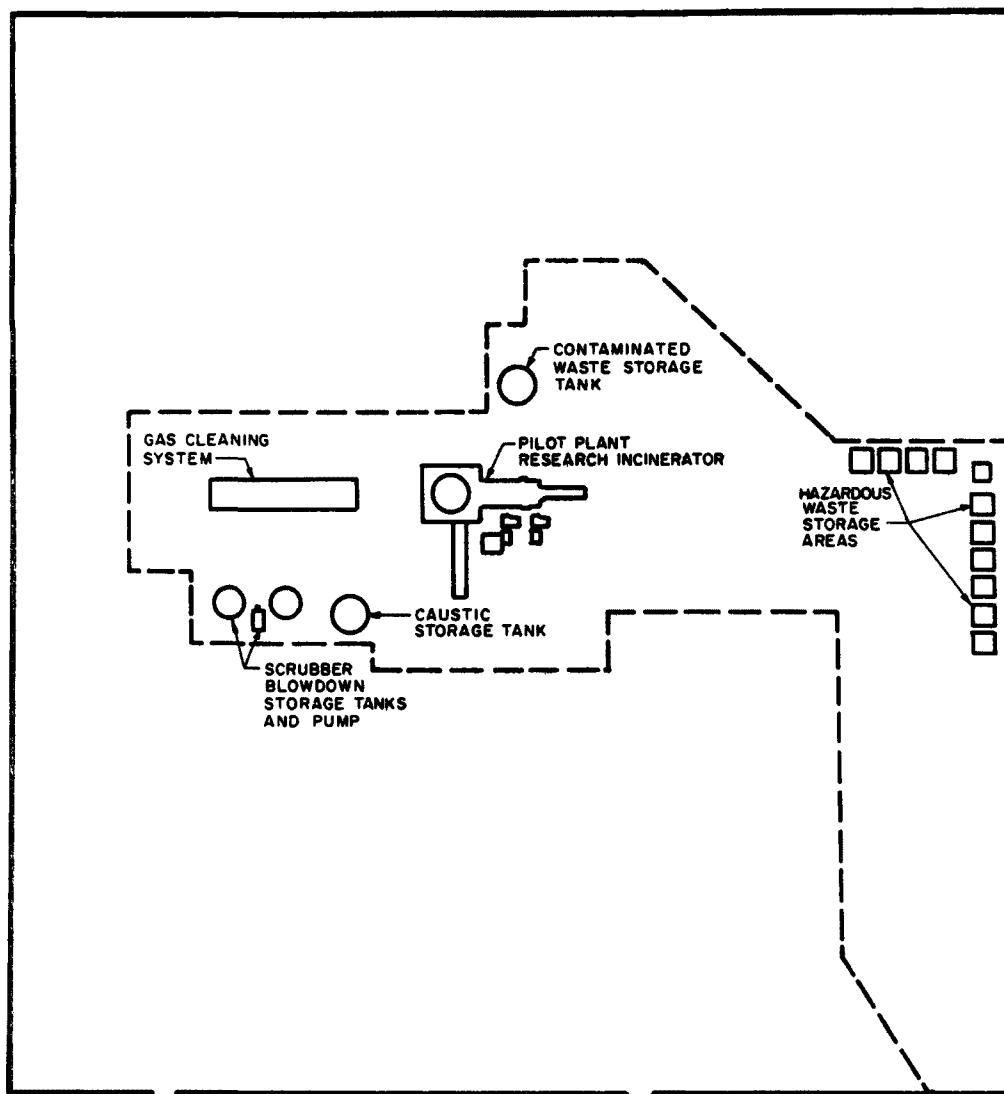 CONTAMINATED
WASTE STORAGE
TANK
GAS CLEANING
SYSTEM
PILOT PLANT
RESEARCH INCINERATOR
HAZARDOUS
WASTE
STORAGE
AREAS
CAUSTIC
STORAGE TANK
SCRUBBER
BLOWDOWN
STORAGE TANKS
AND PUMP